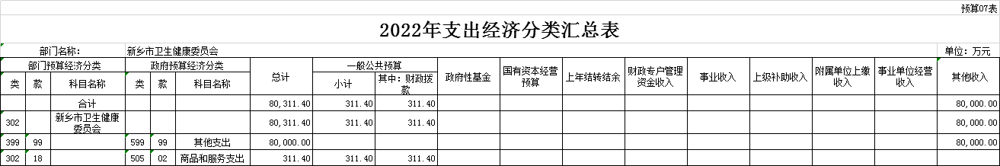 预算07表
2022年支出经济分类汇总表
部门名称： 新乡市卫生健康委员会 单位：万元
部门预算经济分类 政府预算经济分类 总计 一般公共预算 政府性基金 国有资本经营预算 上年结转结余 财政专户管理资金收入 事业收入 上级补助收入 附属单位上缴收入 事业单位经营收入 其他收入
类 款 科目名称 类 款 科目名称 小计 其中：财政拨款
合计 80,311.40 311.40 311.40 80,000.00
302 新乡市卫生健康委员会 80,311.40 311.40 311.40 80,000.00
399 99 599 99 其他支出 80,000.00 80,000.00
302 18 505 02 商品和服务支出 311.40 311.40 311.40